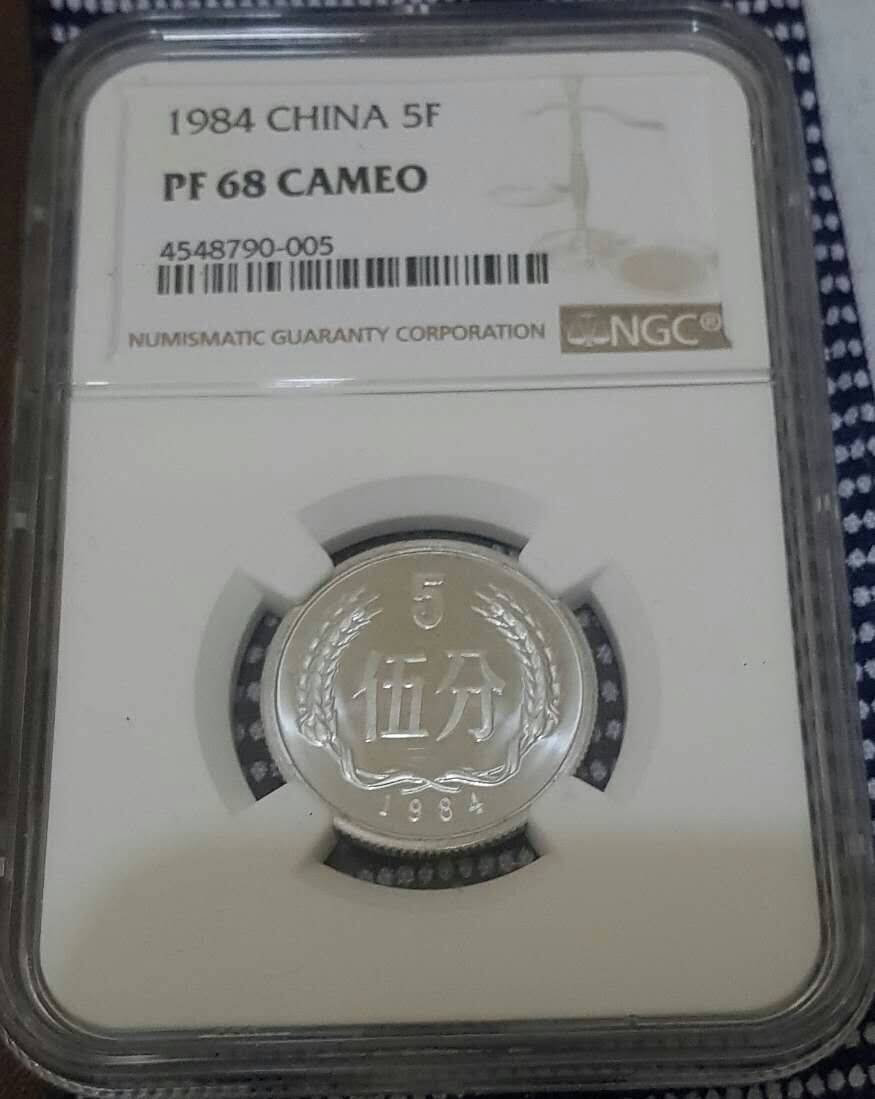 1984 CHINA 5F
PF 68 CAMEO
4548790-005
NUMISMATIC GUARANTY CORPORATION
NGC®
5
伍分
1984